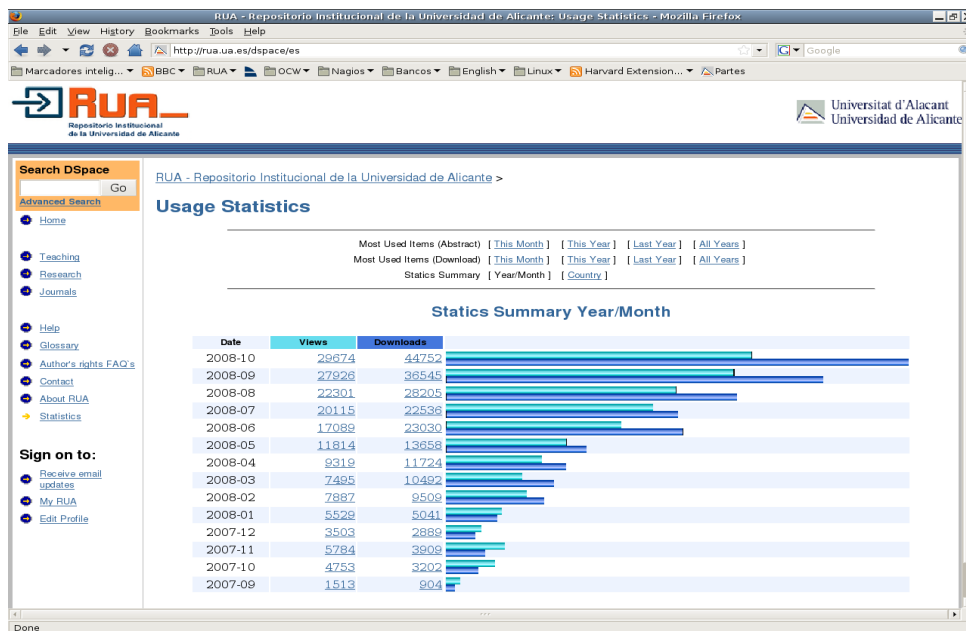 RUA - Repositorio Institucional de la Universidad de Alicante: Usage Statistics - Mozilla Firefox
File Edit View History Bookmarks Tools Help
http://rua.ua.es/dspace/es Google
Marcadores intelig... BBC RUA OCW Nagios Bancos English Linux Harvard Extension... Partes
RUA
Repositorio Institucional
de la Universidad de Alicante
Universitat d'Alacant
Universidad de Alicante
Search DSpace
Go
Advanced Search
Home
Teaching
Research
Journals
Help
Glossary
Author's rights FAQ's
Contact
About RUA
Statistics
Sign on to:
Receive email
updates
My RUA
Edit Profile
RUA - Repositorio Institucional de la Universidad de Alicante >
Usage Statistics
Most Used Items (Abstract) [ This Month ] [ This Year ] [ Last Year ] [ All Years ]
Most Used Items (Download) [ This Month ] [ This Year ] [ Last Year ] [ All Years ]
Statics Summary [ Year/Month ] [ Country ]
Statics Summary Year/Month
Date Views Downloads
2008-10 29674 44752
2008-09 27926 36545
2008-08 22301 28205
2008-07 20115 22536
2008-06 17089 23030
2008-05 11814 13658
2008-04 9319 11724
2008-03 7495 10492
2008-02 7887 9509
2008-01 5529 5041
2007-12 3503 2889
2007-11 5784 3909
2007-10 4753 3202
2007-09 1513 904
Done